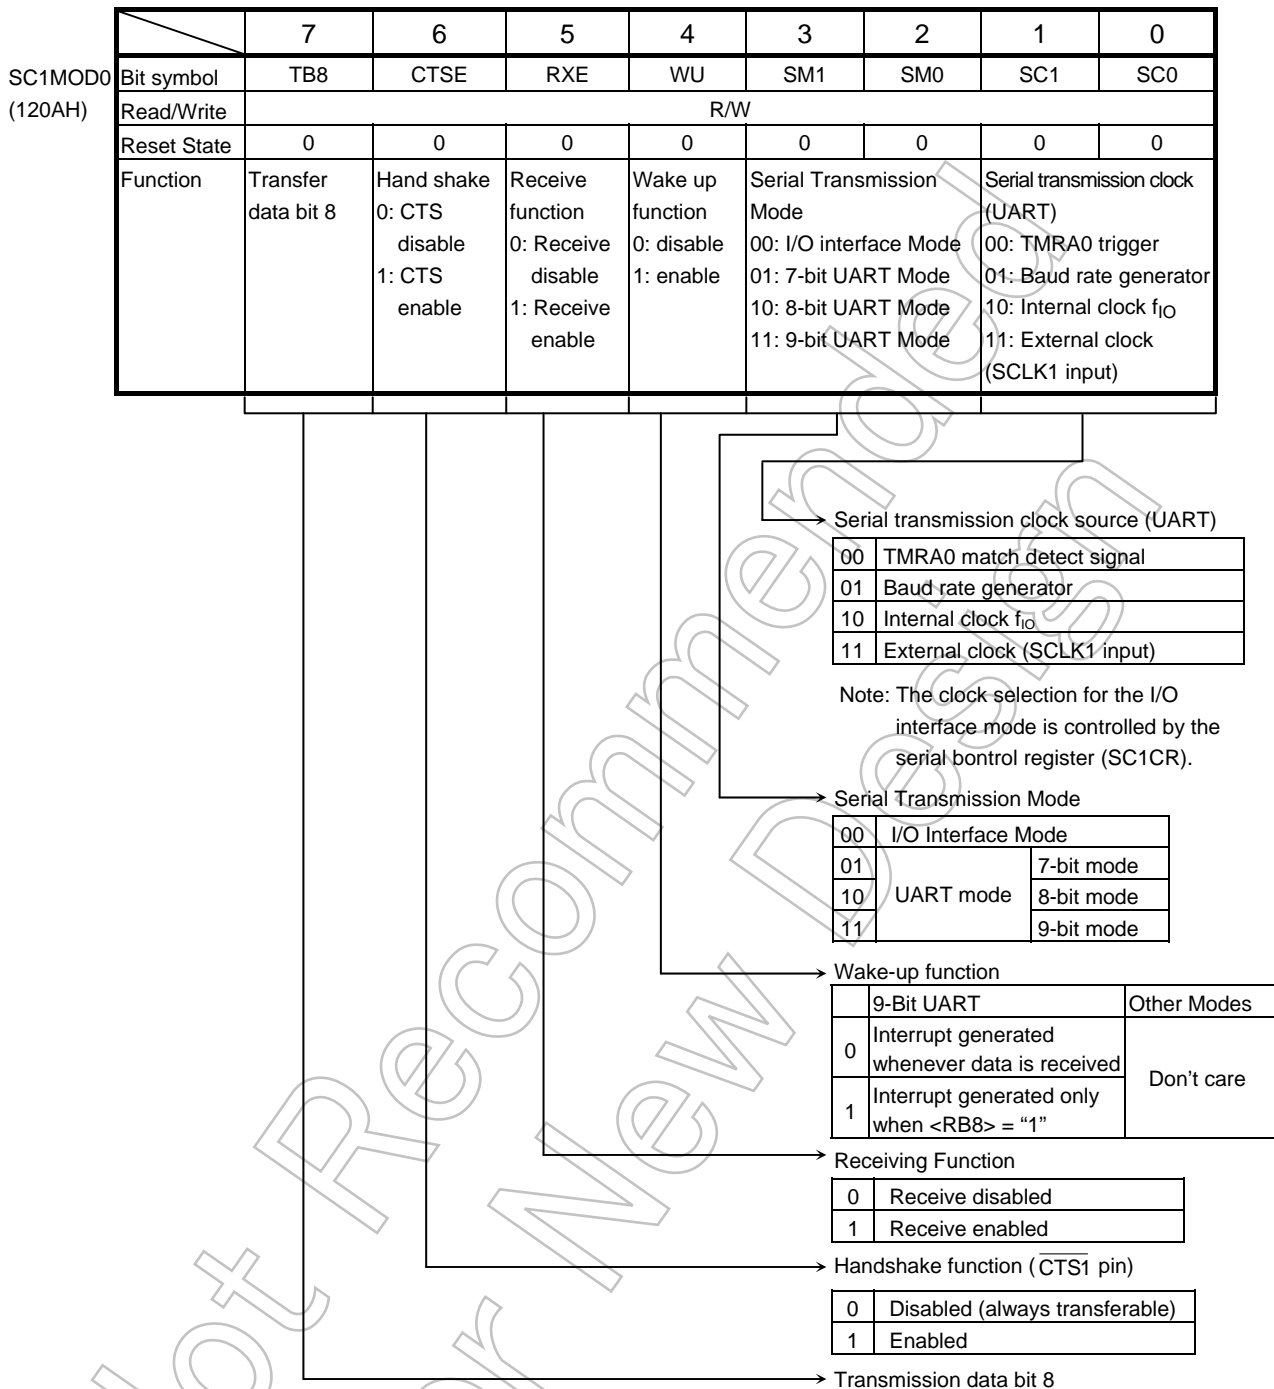 7 6 5 4 3 2 1 0
SC1MOD0 Bit symbol TB8 CTSE RXE WU SM1 SM0 SC1 SC0
(120AH) Read/Write R/W
Reset State 0 0 0 0 0 0 0 0
Function Transfer Hand shake Receive Wake up Serial Transmission Serial transmission clock
data bit 8 0: CTS function function Mode (UART)
disable 0: Receive 0: disable 00: I/O interface Mode 00: TMRA0 trigger
1: CTS disable 1: enable 01: 7-bit UART Mode 01: Baud rate generator
enable 1: Receive 10: 8-bit UART Mode 10: Internal clock fIO
enable 11: 9-bit UART Mode 11: External clock
(SCLK1 input)
Serial transmission clock source (UART)
00 TMRA0 match detect signal
01 Baud rate generator
10 Internal clock fIO
11 External clock (SCLK1 input)
Note: The clock selection for the I/O
interface mode is controlled by the
serial bontrol register (SC1CR).
Serial Transmission Mode
00 I/O Interface Mode
01 7-bit mode
10 UART mode 8-bit mode
11 9-bit mode
Wake-up function
9-Bit UART Other Modes
0 Interrupt generated
whenever data is received
Don't care
1 Interrupt generated only
when <RB8> = "1"
Receiving Function
0 Receive disabled
1 Receive enabled
Handshake function (CTS1 pin)
0 Disabled (always transferable)
1 Enabled
Transmission data bit 8
Not Recommended
for New Design